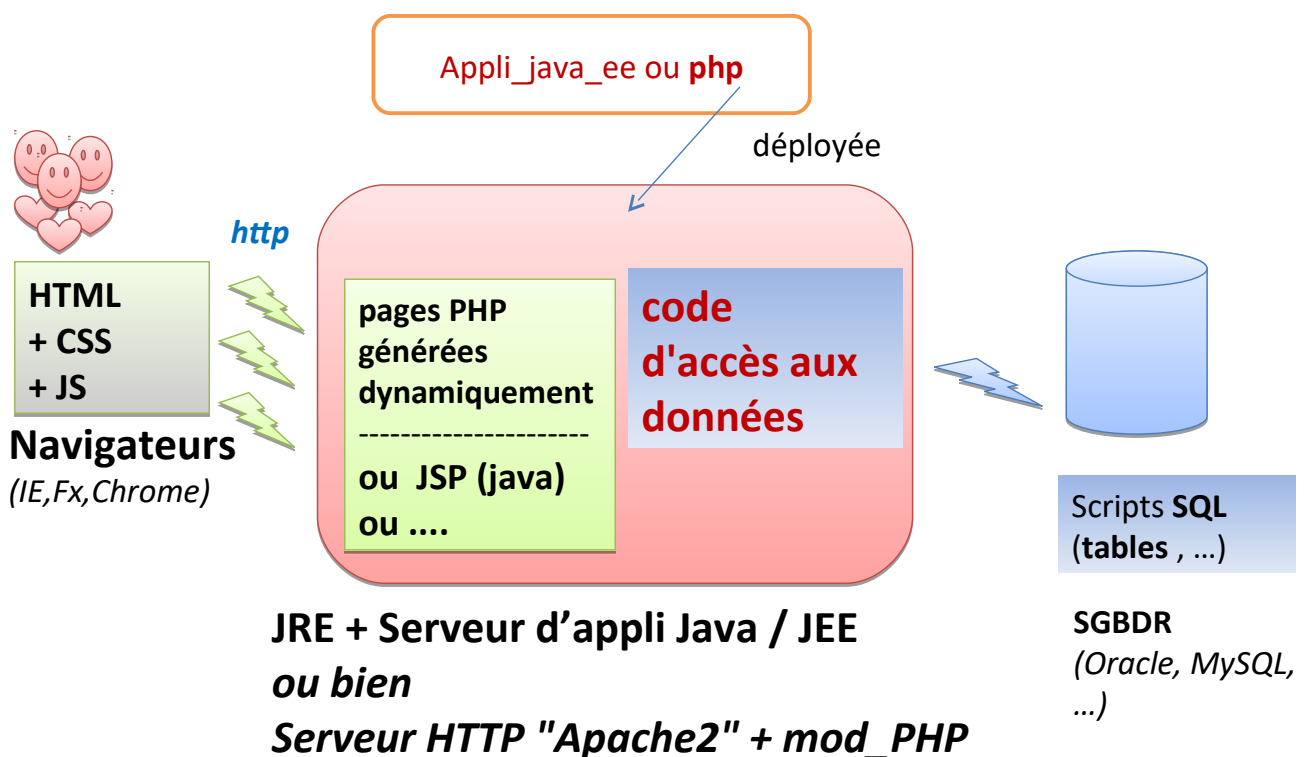 Appli_java_ee ou php
déployée
http
HTML
+ CSS
+ JS
Navigateurs
(IE,Fx,Chrome)
pages PHP
générées
dynamiquement
----------------------
ou  JSP (java)
ou ....
code
d'accès aux
données
Scripts SQL
(tables , ...)
SGBDR
(Oracle, MySQL,
...)
JRE + Serveur d’appli Java / JEE
ou bien
Serveur HTTP "Apache2" + mod_PHP